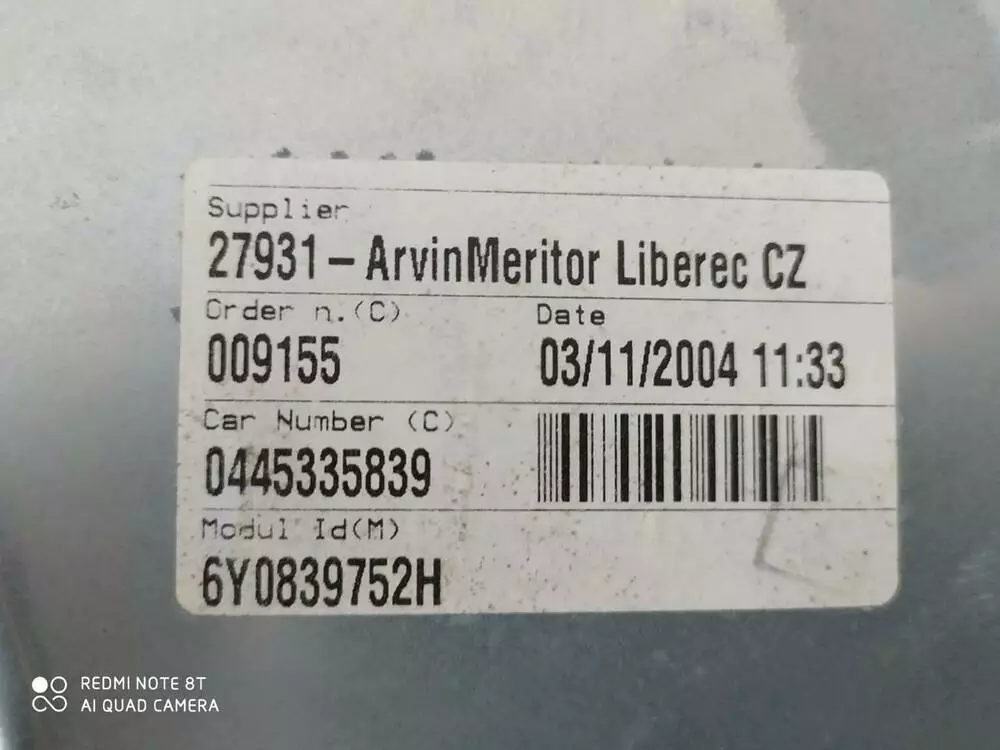 Supplier
27931-ArvinMeritor Liberec CZ
Order n.(C)
Date
009155
03/11/2004 11:33
Car Number (C)
0445335839
Modul Id(M)
6Y0839752H
REDMI NOTE 8T
AI QUAD CAMERA